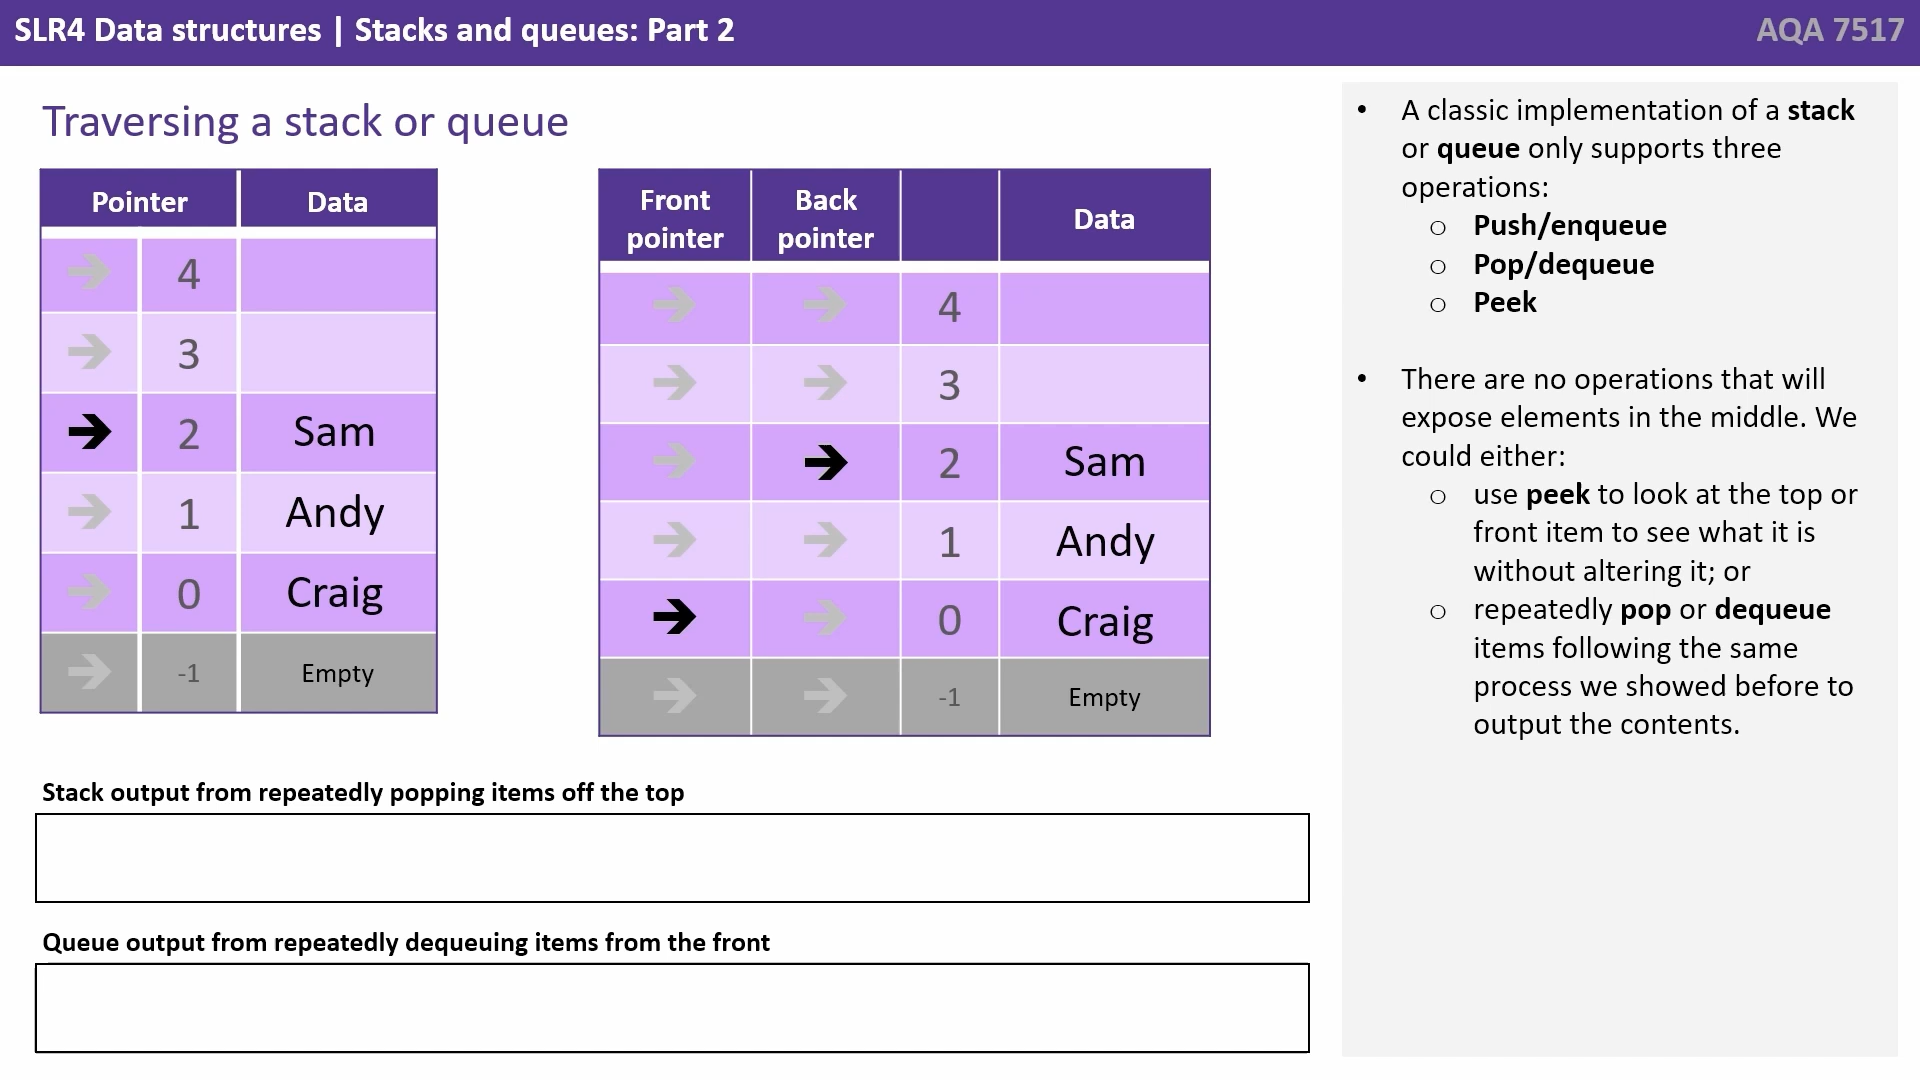 SLR4 Data structures | Stacks and queues: Part 2
AQA 7517
Traversing a stack or queue
Pointer Data
4
3
2 Sam
1 Andy
0 Craig
-1 Empty
Front pointer Back pointer Data
4
3
2 Sam
1 Andy
0 Craig
-1 Empty
Stack output from repeatedly popping items off the top
Queue output from repeatedly dequeuing items from the front
• A classic implementation of a stack
or queue only supports three
operations:
o Push/enqueue
o Pop/dequeue
o Peek
• There are no operations that will
expose elements in the middle. We
could either:
o use peek to look at the top or
front item to see what it is
without altering it; or
o repeatedly pop or dequeue
items following the same
process we showed before to
output the contents.